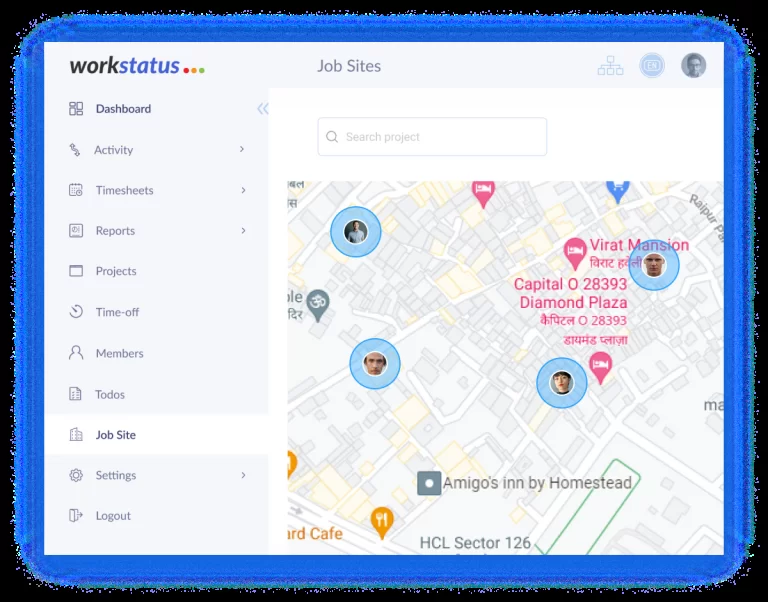 workstatus
Job Sites
EN
Dashboard
Activity
Timesheets
Reports
Projects
Time-off
Members
Todos
Job Site
Settings
Logout
Search project
Raipur
Virat Mansion
विराट हवेली
Capital O 28393
Diamond Plaza
कैपिटल O 28393
डायमंड प्लाज़ा
ple
दिर
ma
Amigo's inn by Homestead
ard Cafe
HCL Sector 126